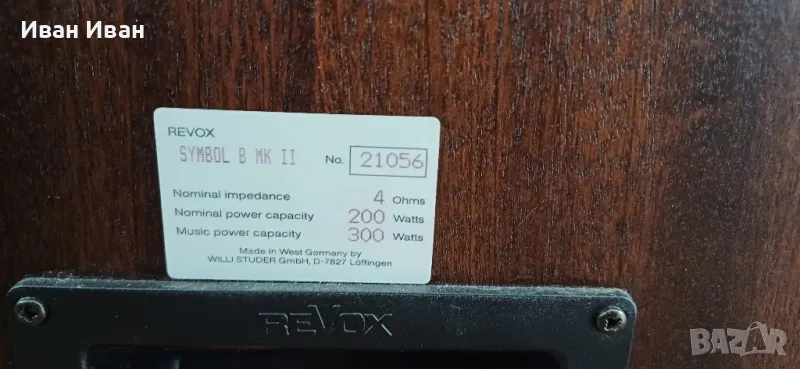 Иван Иван
REVOX
SYMBOL B MK II No. 21056
Nominal impedance 4 Ohms
Nominal power capacity 200 Watts
Music power capacity 300 Watts
Made in West Germany by
WILLI STUDER GmbH, D-7827 Löffingen
REVOX
BAZAR